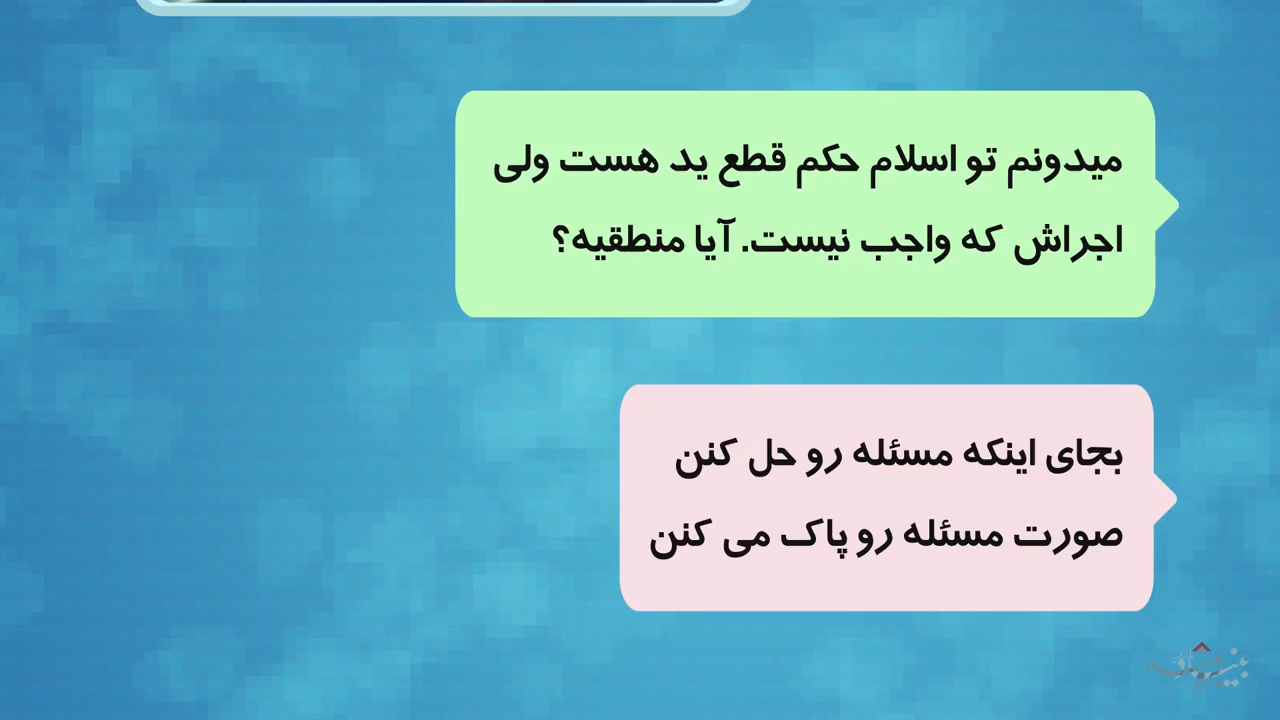 میدونم تو اسلام حکم قطع ید هست ولی
اجراش که واجب نیست. آیا منطقیه؟
بجای اینکه مسئله رو حل کنن
صورت مسئله رو پاک می کنن